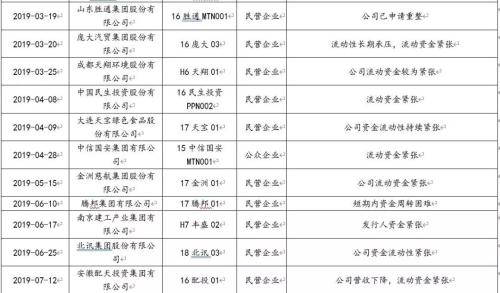 2019-03-19 山东胜通集团股份有限公司 16 胜通 MTN001 民营企业 公司已申请重整
2019-03-20 庞大汽贸集团股份有限公司 16 庞大 03 民营企业 流动性长期承压，流动资金紧张
2019-03-25 成都天翔环境股份有限公司 H6 天翔 01 民营企业 公司流动资金较为紧张
2019-04-08 中国民生投资股份有限公司 16 民生投资 PPN002 民营企业 流动资金紧张
2019-04-09 大连天宝绿色食品股份有限公司 17 天宝 01 民营企业 公司资金流动性持续紧张
2019-04-28 中信国安集团有限公司 15 中信国安 MTN001 公众企业 流动资金紧张
2019-05-15 金洲慈航集团股份有限公司 17 金洲 01 民营企业 公司流动资金紧张
2019-06-10 腾邦集团有限公司 17 腾邦 01 民营企业 短期内资金周转困难
2019-06-17 南京建工产业集团有限公司 H7 丰盛 02 民营企业 发行人资金紧张
2019-06-25 北讯集团股份有限公司 18 北讯 03 民营企业 公司资金流动性紧张
2019-07-12 安徽配天投资集团有限公司 16 配投 01 民营企业 公司营收下降，流动资金紧张